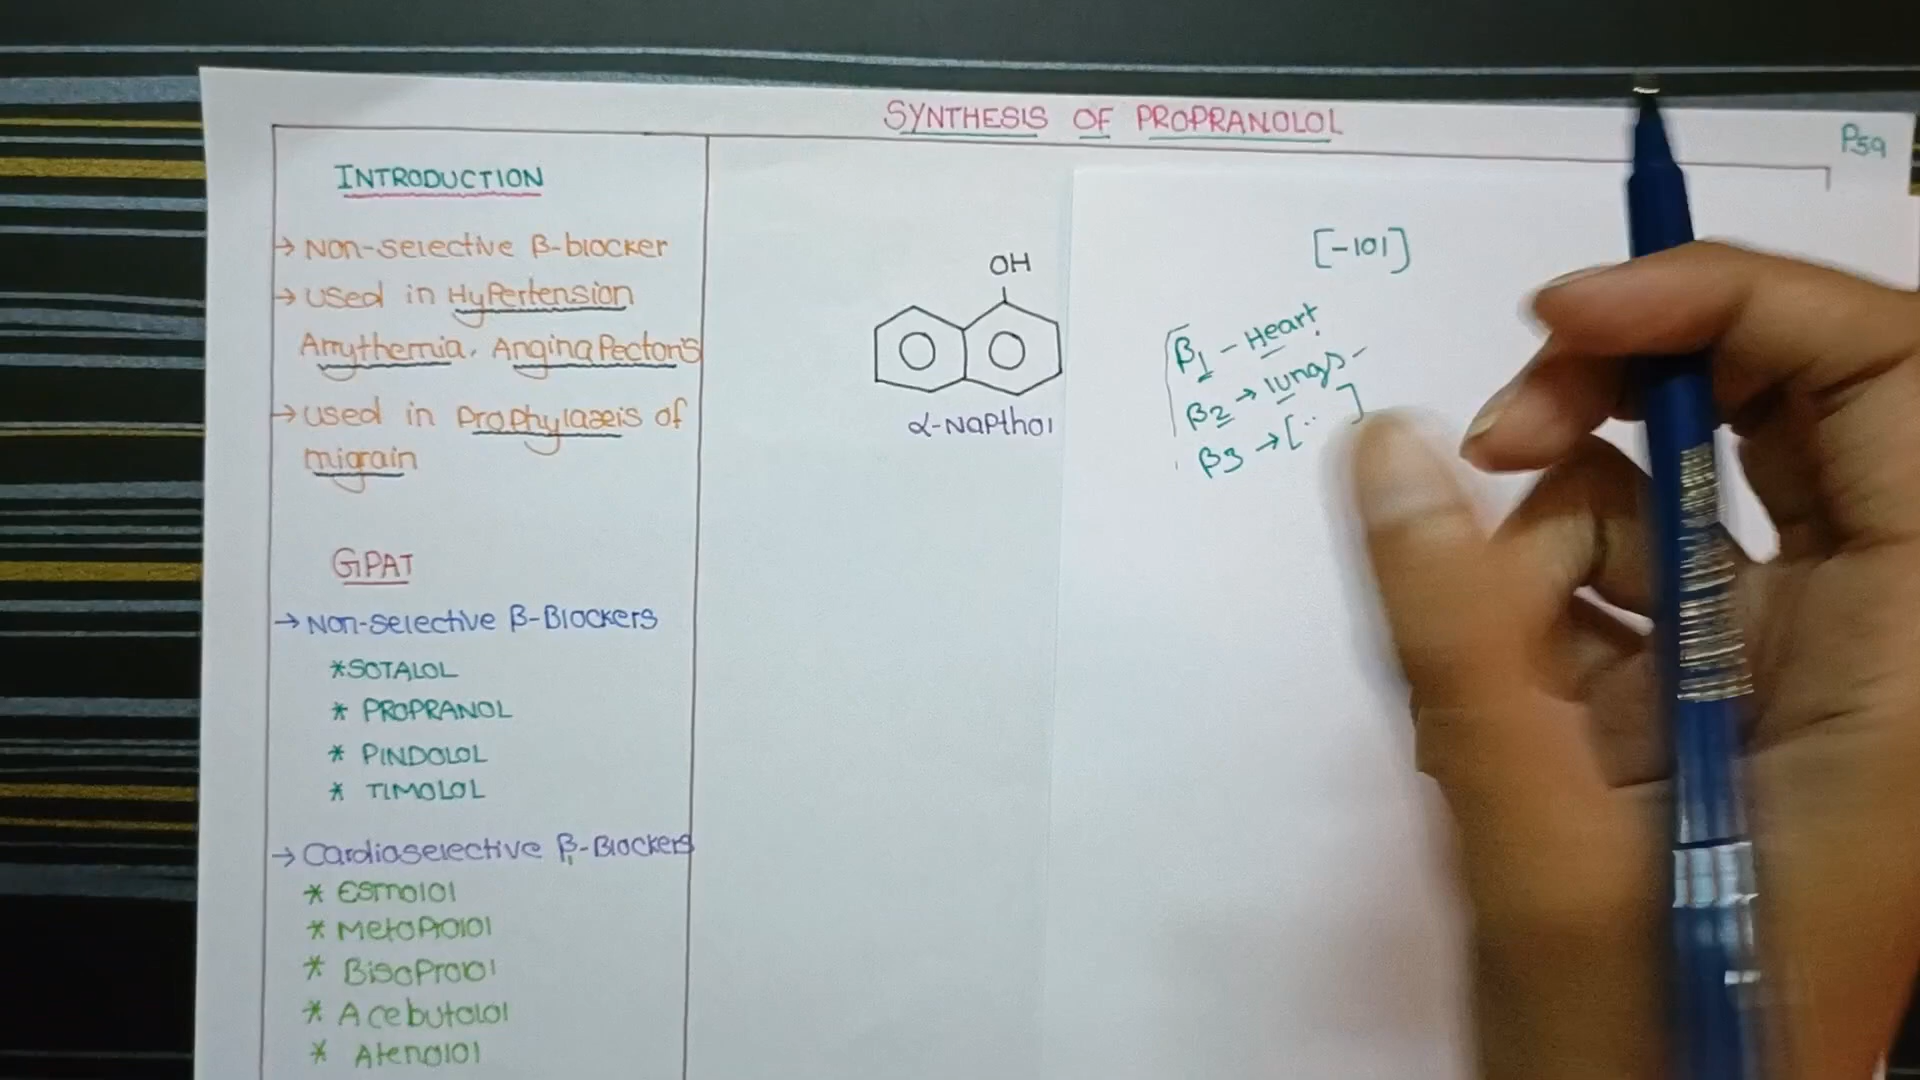 SYNTHESIS OF PROPRANOLOL
P59
INTRODUCTION
→ Non-selective β-blocker
→ used in Hypertension
Arrythemia, Angina Pectoris
→ used in Prophylaxeis of
migrain
GPAT
→ Non-selective β-Blockers
* SOTALOL
* PROPRANOL
* PINDOLOL
* TIMOLOL
→ Cardioselective β1-Blockers
* Esmolol
* Metoprolol
* Bisoprolol
* Acebutolol
* Atenolol
OH
α-Napthol
[-lol]
β1 - Heart
β2 → lungs -
β3 → [.. ]